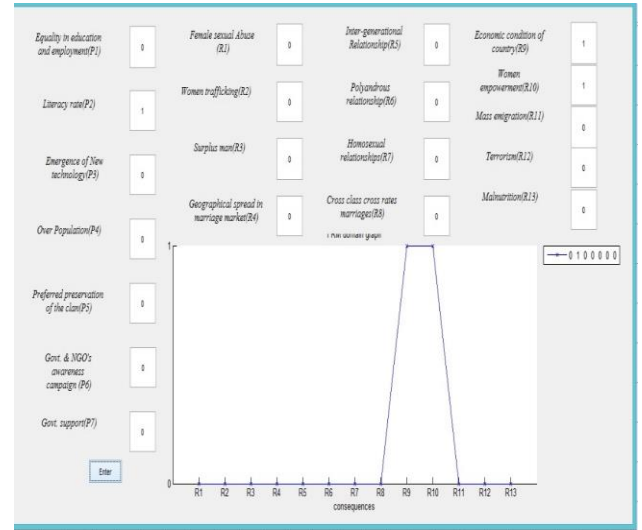 Equality in education
and employment(P1)
0
Literacy rate(P2)
1
Emergence of New
technology(P3)
0
Over Population(P4)
0
Preferred preservation
of the clan(P5)
0
Govt. & NGO's
awareness
campaign (P6)
0
Govt. support(P7)
0
Enter
Female sexual Abuse
(R1)
0
Women trafficking(R2)
0
Surplus man(R3)
0
Geographical spread in
marriage market(R4)
0
Inter-generational
Relationship(R5)
0
Polyandrous
relationship(R6)
0
Homosexual
relationships(R7)
0
Cross class cross rates
marriages(R8)
0
Economic condition of
country(R9)
1
Women
empowerment(R10)
1
Mass emigration(R11)
0
Terrorism(R12)
0
Malnutrition(R13)
0
domain graph
1
0
R1 R2 R3 R4 R5 R6 R7 R8 R9 R10 R11 R12 R13
consequences
0 1 0 0 0 0 0